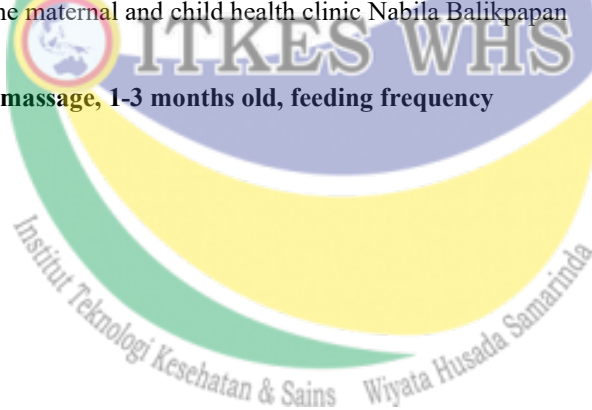 ne maternal and child health clinic Nabila Balikpapan
ITKES WHS
massage, 1-3 months old, feeding frequency
Institut Teknologi Kesehatan & Sains Wiyata Husada Samarinda